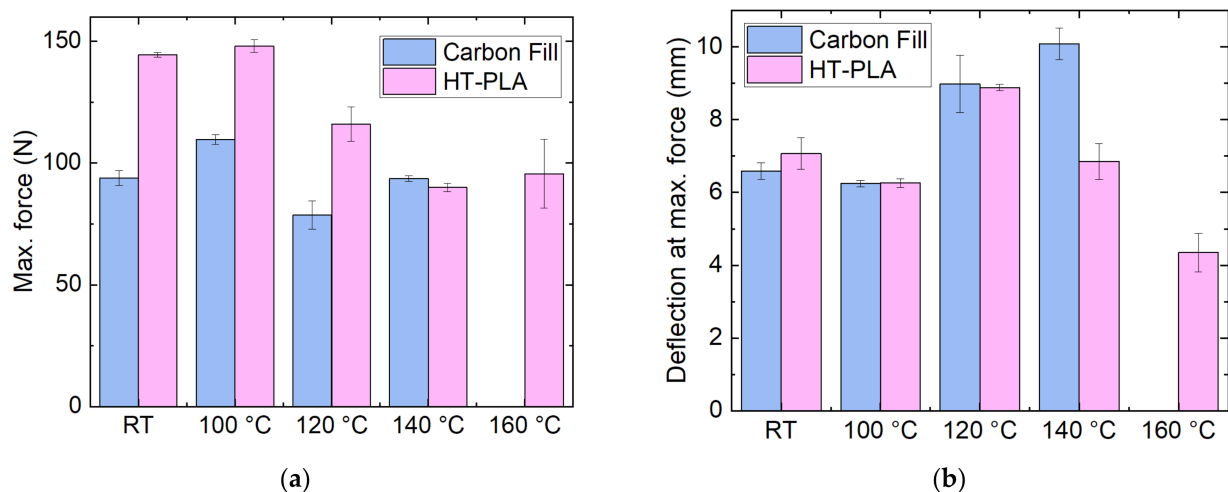 Max. force (N)
150
100
50
0
Carbon Fill
HT-PLA
RT
100 °C
120 °C
140 °C
160 °C
(a)
Deflection at max. force (mm)
10
8
6
4
2
0
Carbon Fill
HT-PLA
RT
100 °C
120 °C
140 °C
160 °C
(b)